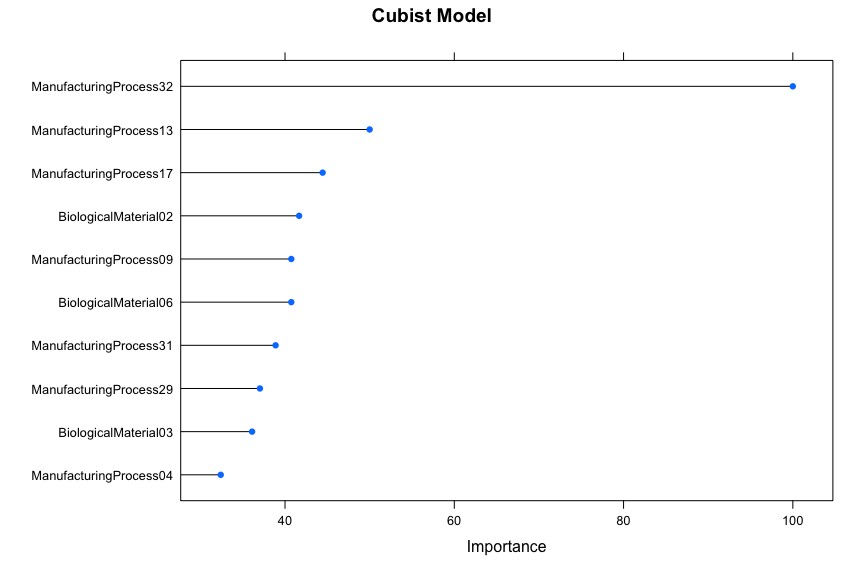 Cubist Model
ManufacturingProcess32
ManufacturingProcess13
ManufacturingProcess17
BiologicalMaterial02
ManufacturingProcess09
BiologicalMaterial06
ManufacturingProcess31
ManufacturingProcess29
BiologicalMaterial03
ManufacturingProcess04
40 60 80 100
Importance